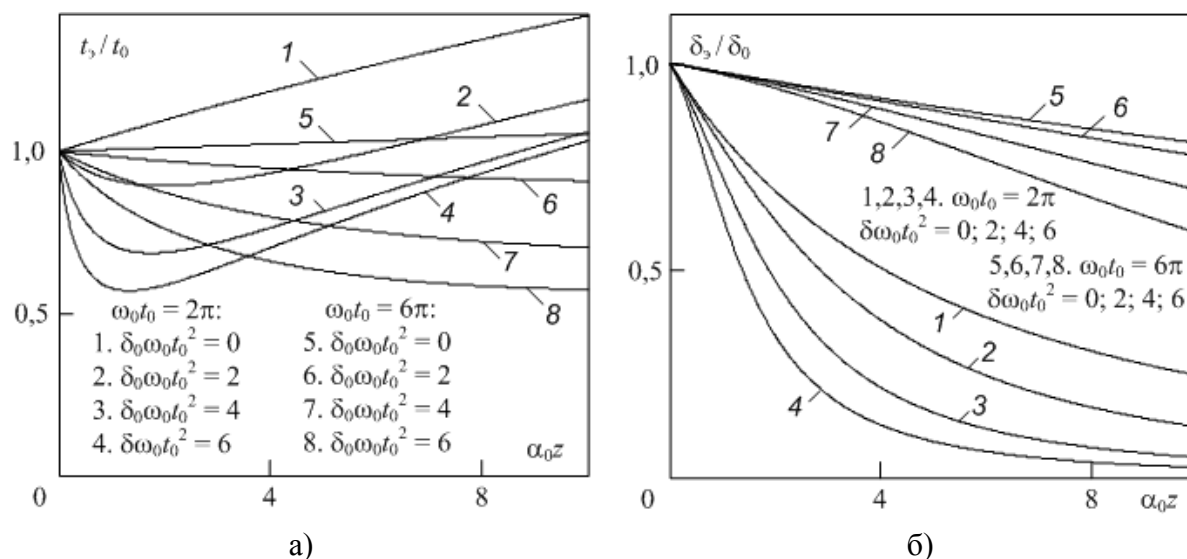 t_э / t_0
1
2
5
1,0
3
4
6
7
8
0,5
ω_0t_0 = 2π:
1. δ_0ω_0t_0^2 = 0
2. δ_0ω_0t_0^2 = 2
3. δ_0ω_0t_0^2 = 4
4. δω_0t_0^2 = 6
ω_0t_0 = 6π:
5. δ_0ω_0t_0^2 = 0
6. δ_0ω_0t_0^2 = 2
7. δ_0ω_0t_0^2 = 4
8. δ_0ω_0t_0^2 = 6
α_0z
0
4
8
а)
δ_э / δ_0
1,0
5
6
7
8
1,2,3,4. ω_0t_0 = 2π
δω_0t_0^2 = 0; 2; 4; 6
5,6,7,8. ω_0t_0 = 6π
δω_0t_0^2 = 0; 2; 4; 6
0,5
1
2
3
4
0
4
8
α_0z
б)